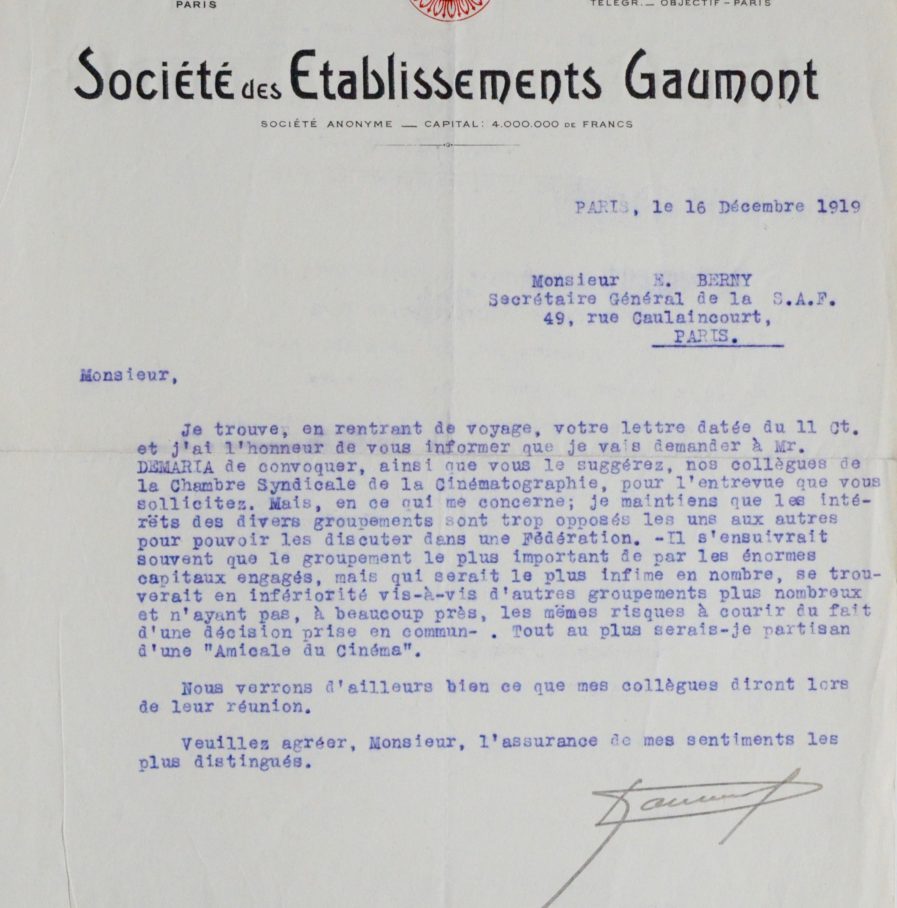 PARIS
TÉLÉGR. — OBJECTIF-PARIS
Société des Etablissements Gaumont
SOCIÉTÉ ANONYME — CAPITAL: 4.000.000 DE FRANCS
PARIS, le 16 Décembre 1919
Monsieur E. BERNY
Secrétaire Général de la S.A.F.
49, rue Caulaincourt,
PARIS.
Monsieur,
Je trouve, en rentrant de voyage, votre lettre datée du 11 Ct.
et j'ai l'honneur de vous informer que je vais demander à Mr.
DEMARIA de convoquer, ainsi que vous le suggérez, nos collègues de
la Chambre Syndicale de la Cinématographie, pour l'entrevue que vous
sollicitez. Mais, en ce qui me concerne; je maintiens que les inté-
rêts des divers groupements sont trop opposés les uns aux autres
pour pouvoir les discuter dans une Fédération. -Il s'ensuivrait
souvent que le groupement le plus important de par les énormes
capitaux engagés, mais qui serait le plus infime en nombre, se trou-
verait en infériorité vis-à-vis d'autres groupements plus nombreux
et n'ayant pas, à beaucoup près, les mêmes risques à courir du fait
d'une décision prise en commun- . Tout au plus serais-je partisan
d'une "Amicale du Cinéma".
Nous verrons d'ailleurs bien ce que mes collègues diront lors
de leur réunion.
Veuillez agréer, Monsieur, l'assurance de mes sentiments les
plus distingués.
Gaumont